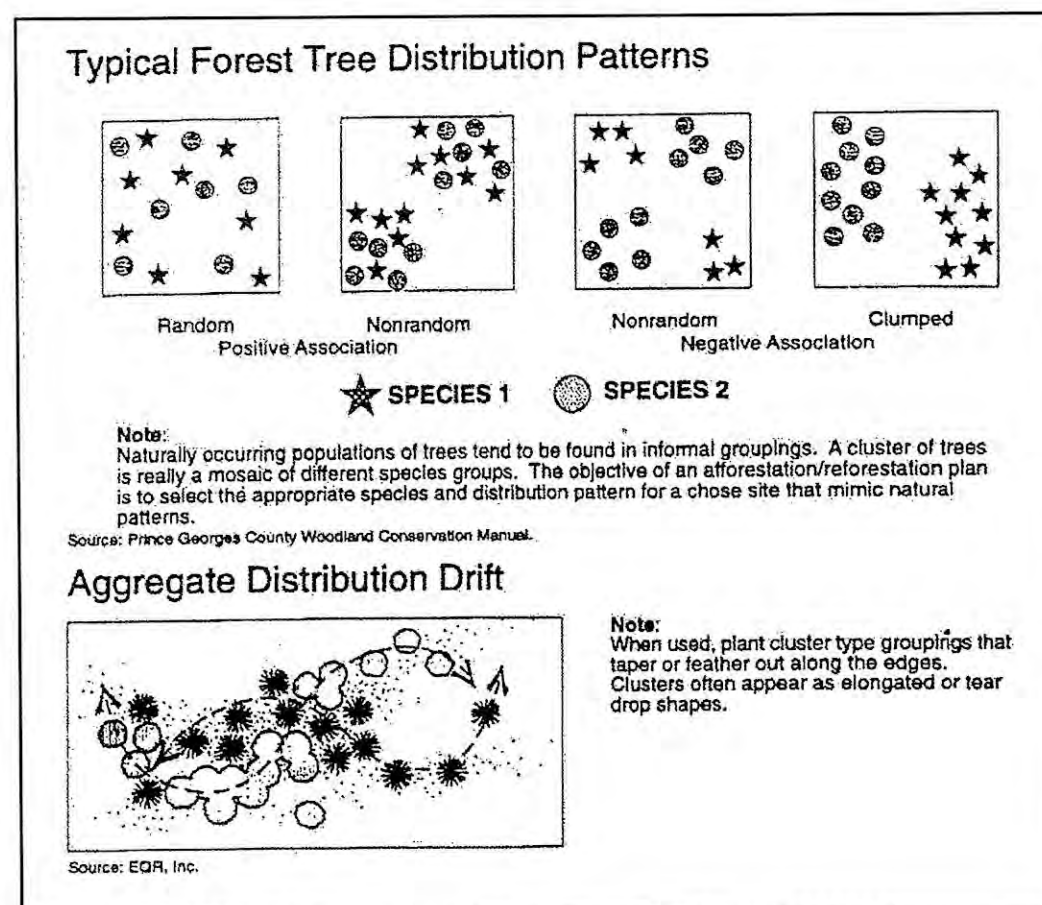 Typical Forest Tree Distribution Patterns
Random
Nonrandom
Nonrandom
Clumped
Positive Association
Negative Association
SPECIES 1
SPECIES 2
Note:
Naturally occurring populations of trees tend to be found in informal groupings. A cluster of trees
is really a mosaic of different species groups. The objective of an afforestation/reforestation plan
is to select the appropriate species and distribution pattern for a chose site that mimic natural
patterns.
Source: Prince Georges County Woodland Conservation Manual.
Aggregate Distribution Drift
Note:
When used, plant cluster type groupings that
taper or feather out along the edges.
Clusters often appear as elongated or tear
drop shapes.
Source: EQR, Inc.